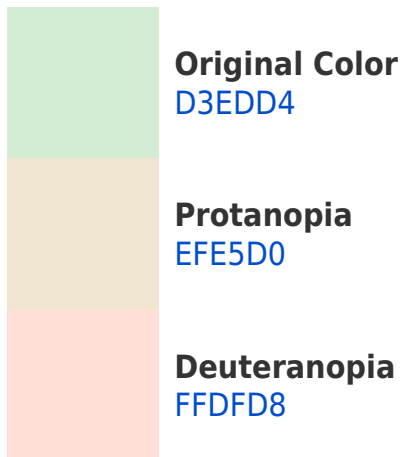 Original Color
D3EDD4
Protanopia
EFE5D0
Deuteranopia
FFDFD8